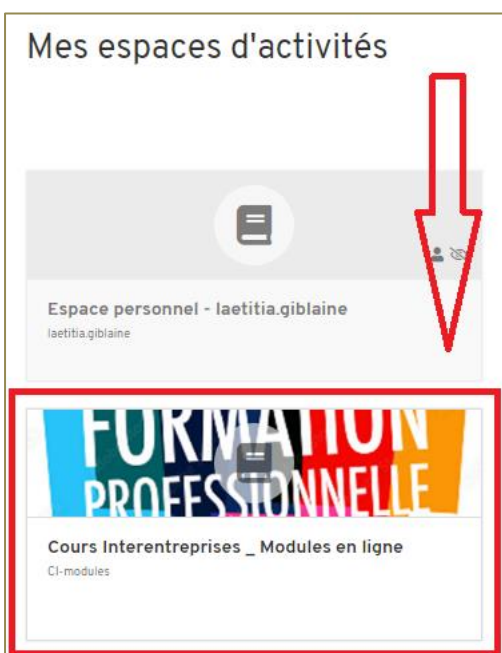 Mes espaces d'activités
Espace personnel - laetitia.giblaine
laetitia.giblaine
FORMATION
PROFESSIONNELLE
Cours Interentreprises _ Modules en ligne
CI-modules